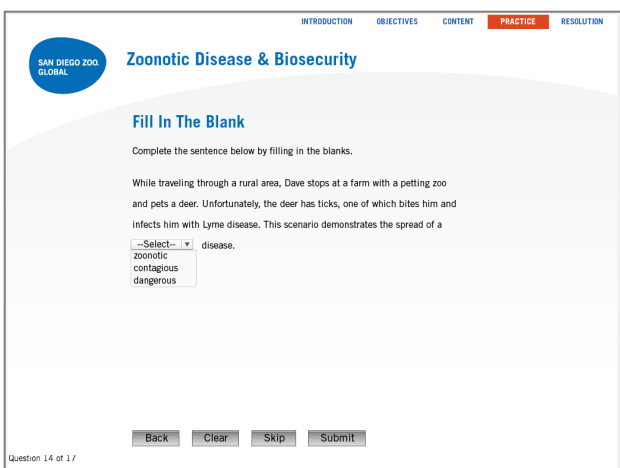 INTRODUCTION OBJECTIVES CONTENT PRACTICE RESOLUTION
SAN DIEGO ZOO.
GLOBAL
Zoonotic Disease & Biosecurity
Fill In The Blank
Complete the sentence below by filling in the blanks.
While traveling through a rural area, Dave stops at a farm with a petting zoo
and pets a deer. Unfortunately, the deer has ticks, one of which bites him and
infects him with Lyme disease. This scenario demonstrates the spread of a
--Select-- disease.
zoonotic
contagious
dangerous
Back Clear Skip Submit
Question 14 of 17